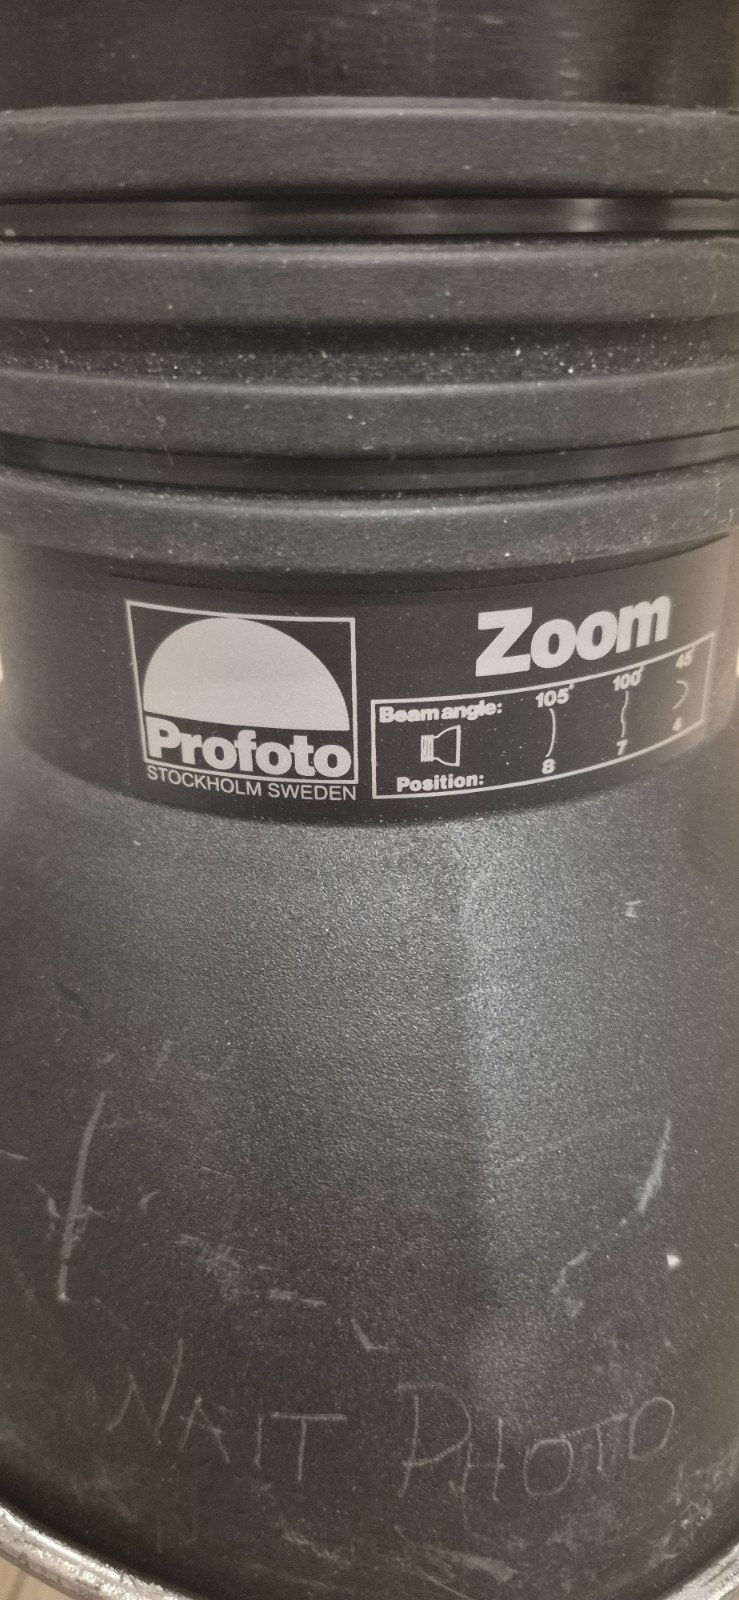 Profoto
STOCKHOLM SWEDEN
Zoom
Beam angle: 105° 100° 45°
Position: 8 7 4
NAIT PHOTO